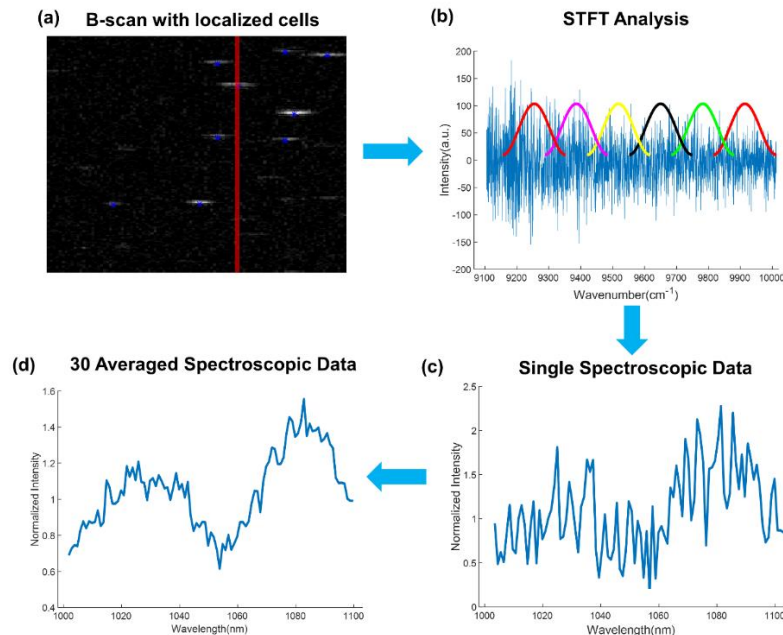 (a) B-scan with localized cells
(b) STFT Analysis
200
150
100
50
0
-50
-100
-150
-200
Intensity(a.u.)
9100 9200 9300 9400 9500 9600 9700 9800 9900 10000
Wavenumber(cm⁻¹)
(d) 30 Averaged Spectroscopic Data
1.6
1.4
1.2
1
0.8
0.6
0.4
Normalized Intensity
1000 1020 1040 1060 1080 1100
Wavelength(nm)
(c) Single Spectroscopic Data
2.5
2
1.5
1
0.5
0
Normalized Intensity
1000 1020 1040 1060 1080 1100
Wavelength(nm)